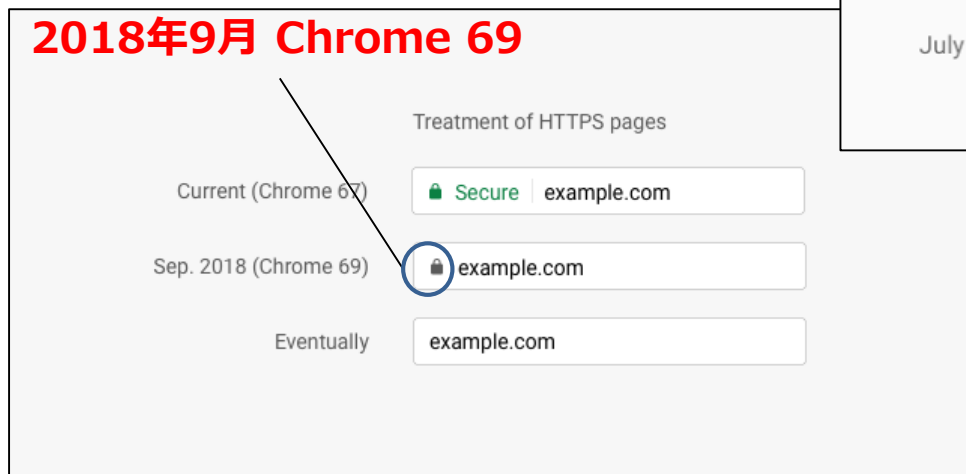 2018年9月 Chrome 69
July
Treatment of HTTPS pages
Current (Chrome 67)
Secure example.com
Sep. 2018 (Chrome 69)
example.com
Eventually
example.com